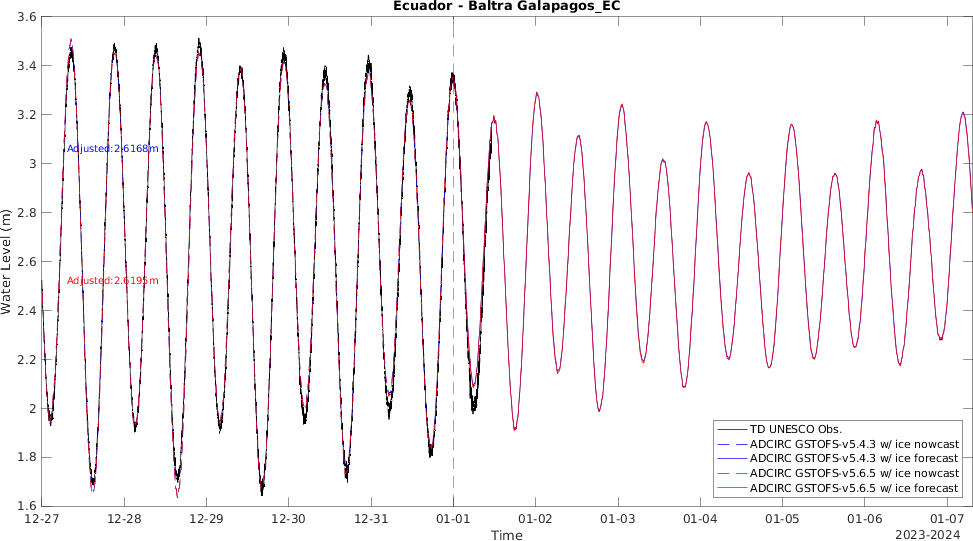 Ecuador - Baltra Galapagos_EC
3.6
3.4
3.2
3
2.8
2.6
2.4
2.2
2
1.8
1.6
Water Level (m)
Adjusted:2.6168m
Adjusted:2.6195m
TD UNESCO Obs.
ADCIRC GSTOFS-v5.4.3 w/ ice nowcast
ADCIRC GSTOFS-v5.4.3 w/ ice forecast
ADCIRC GSTOFS-v5.6.5 w/ ice nowcast
ADCIRC GSTOFS-v5.6.5 w/ ice forecast
12-27 12-28 12-29 12-30 12-31 01-01 01-02 01-03 01-04 01-05 01-06 01-07
Time
2023-2024